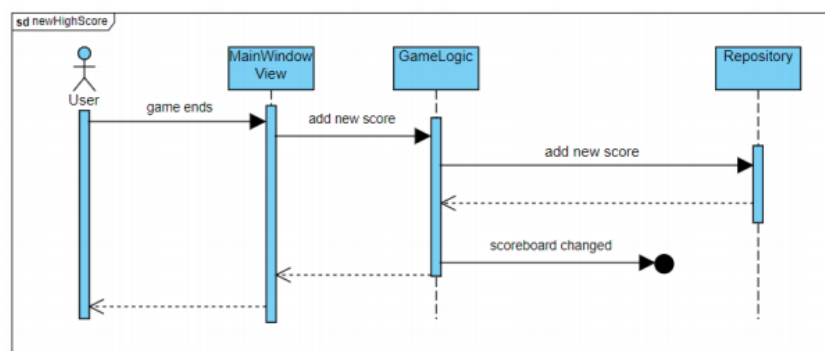 sd newHighScore
MainWindow
View
GameLogic
Repository
User
game ends
add new score
add new score
scoreboard changed